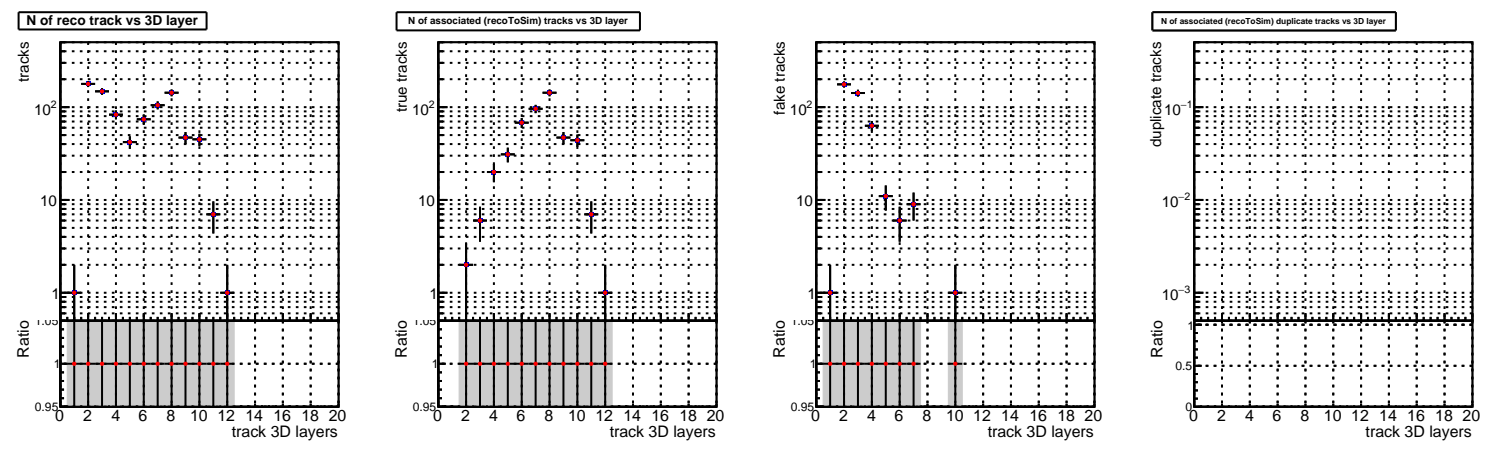 N of reco track vs 3D layer
tracks
10²
10
1
Ratio
1.05
1
0.95
0 2 4 6 8 10 12 14 16 18 20
track 3D layers
N of associated (recoToSim) tracks vs 3D layer
true tracks
10²
10
1
Ratio
1.05
1
0.95
0 2 4 6 8 10 12 14 16 18 20
track 3D layers
fake tracks
10²
10
1
Ratio
1.05
1
0.95
0 2 4 6 8 10 12 14 16 18 20
track 3D layers
N of associated (recoToSim) duplicate tracks vs 3D layer
duplicate tracks
10⁻¹
10⁻²
10⁻³
Ratio
1
0.5
0
0 2 4 6 8 10 12 14 16 18 20
track 3D layers